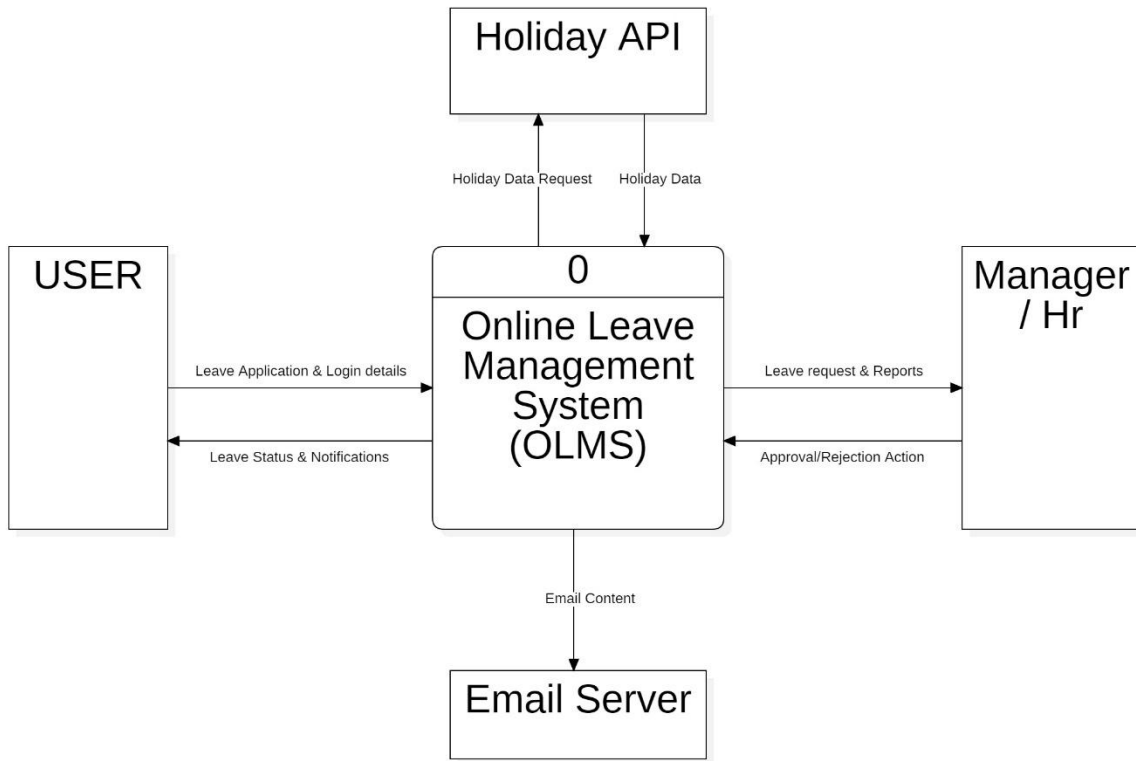 Holiday API
Holiday Data Request
Holiday Data
USER
0
Online Leave
Management
System
(OLMS)
Manager
/ Hr
Leave Application & Login details
Leave request & Reports
Leave Status & Notifications
Approval/Rejection Action
Email Content
Email Server